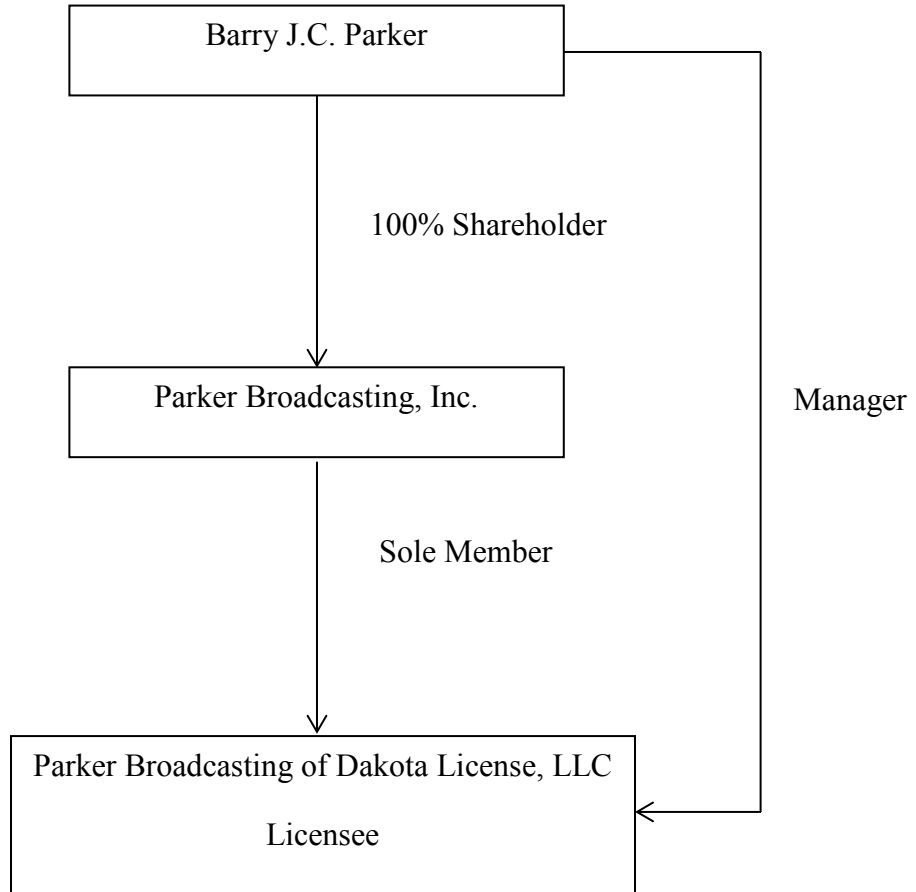 Barry J.C. Parker
100% Shareholder
Parker Broadcasting, Inc.
Manager
Sole Member
Parker Broadcasting of Dakota License, LLC
Licensee